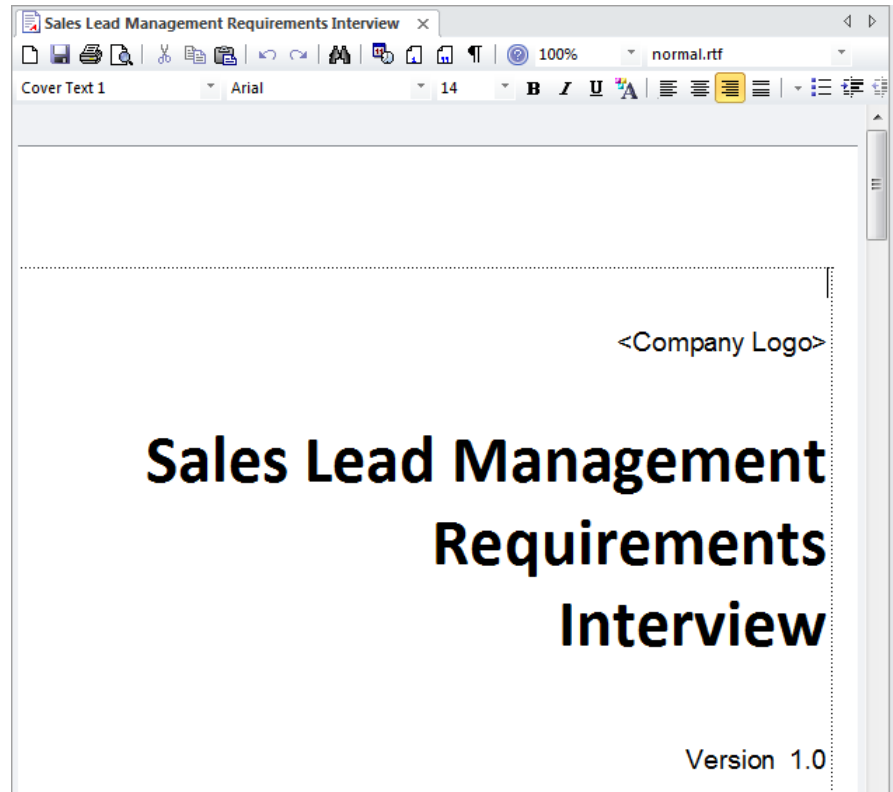 Sales Lead Management Requirements Interview
100%
normal.rtf
Cover Text 1
Arial
14
B I U A
<Company Logo>
Sales Lead Management
Requirements
Interview
Version 1.0